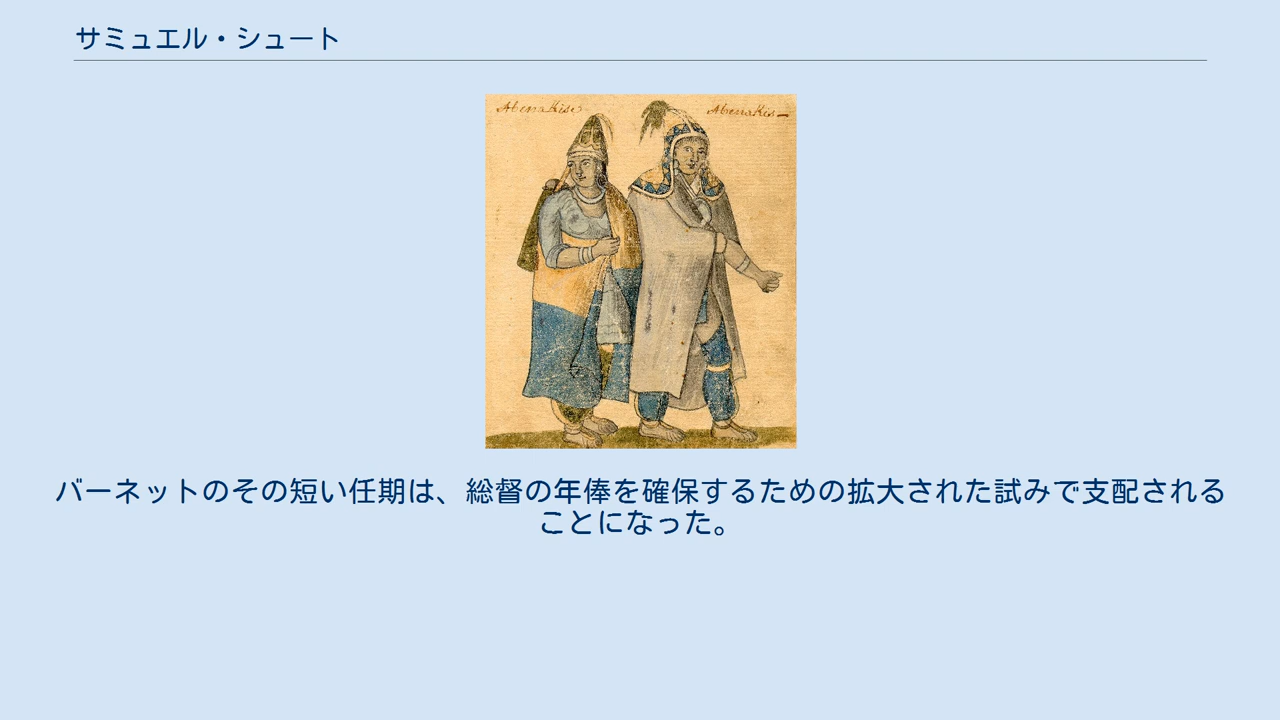 サミュエル・シュート
Abenakise Abenakis
バーネットのその短い任期は、総督の年俸を確保するための拡大された試みで支配される
ことになった。